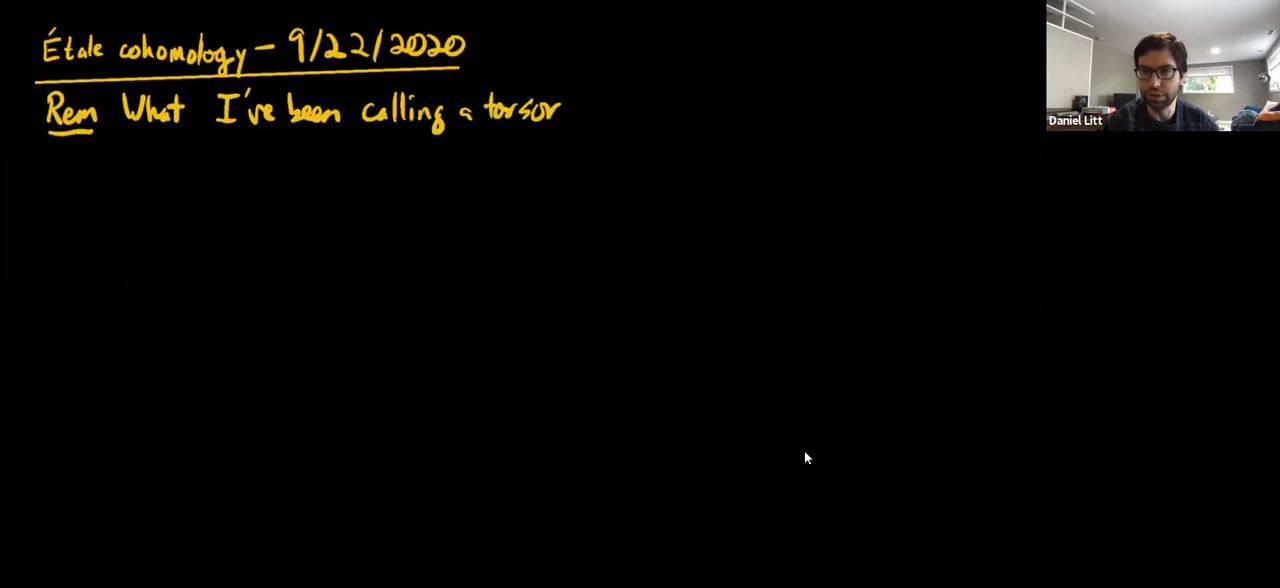 Étale cohomology - 9/22/2020
Rem What I've been calling a torsor
Daniel Litt